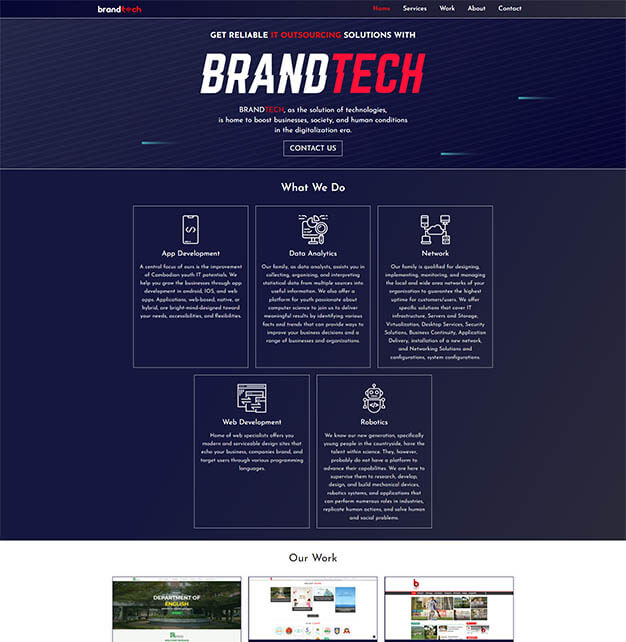 brandtech
Home Services Work About Contact
GET RELIABLE IT OUTSOURCING SOLUTIONS WITH
BRANDTECH
BRANDTECH, as the solution of technologies,
is home to boost businesses, society, and human conditions
in the digitalization era.
CONTACT US
What We Do
App Development
A central focus of ours is the improvement
of Cambodian youth IT potentials. We
help you grow the businesses through app
development in android, IOS, and web
apps. Applications, web-based, native, or
hybrid, are bright-mind-designed toward
your needs, accessibilities, and flexibilities.
Data Analytics
Our family, as data analysts, assists you in
collecting, organizing, and interpreting
statistical data from multiple sources into
useful information. We also offer a
platform for youth passionate about
computer science to join us to deliver
meaningful results by identifying various
facts and trends that can provide ways to
improve your business decisions and a
range of businesses and organizations.
Network
Our family is qualified for designing,
implementing, monitoring, and managing
the local and wide area networks of your
organisation to guarantee the highest
uptime for customers/users. We offer
specific solutions that cover IT
infrastructure, Servers and Storage,
Virtualization, Desktop Services, Security
Solutions, Business Continuity, Application
Delivery, installation of a new network,
and Networking Solutions and
configurations, system configurations.
Web Development
Home of web specialists offers you
modern and serviceable design sites that
echo your business, companies brand, and
target users through various programming
languages.
Robotics
We know our new generation, specifically
young people in the countryside, have the
talent within science. They, however,
probably do not have a platform to
advance their capabilities. We are here to
supervise them to research, develop,
design, and build mechanical devices,
robotics systems, and applications that
can perform numerous roles in industries,
replicate human actions, and solve human
and social problems.
Our Work
DEPARTMENT OF
ENGLISH